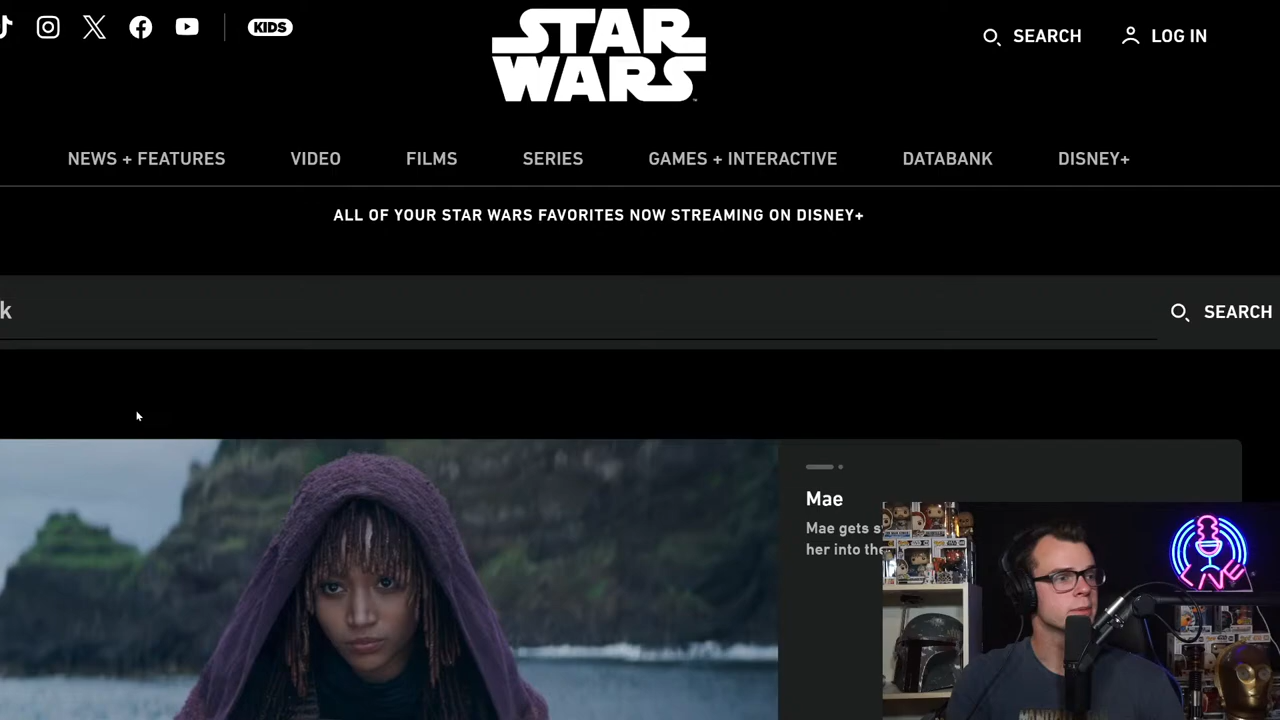 KIDS
STAR
WARS
SEARCH
LOG IN
NEWS + FEATURES
VIDEO
FILMS
SERIES
GAMES + INTERACTIVE
DATABANK
DISNEY+
ALL OF YOUR STAR WARS FAVORITES NOW STREAMING ON DISNEY+
k
SEARCH
Mae
Mae gets s
her into the
LIVE